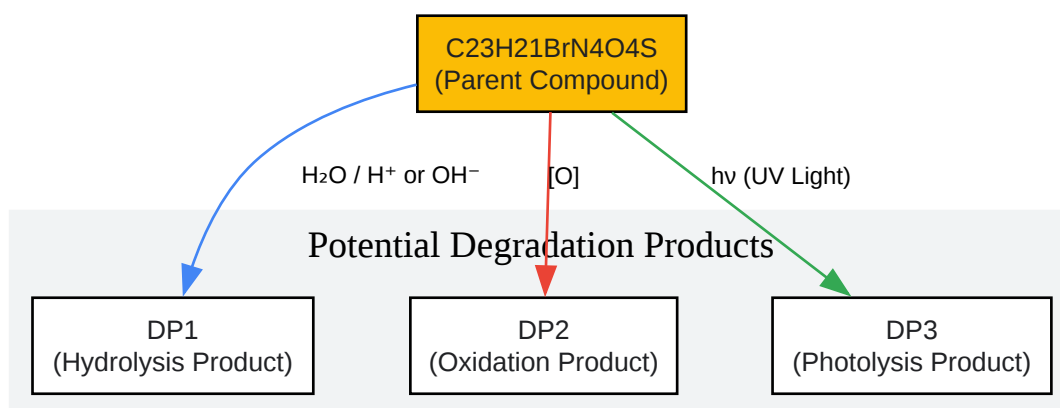 C23H21BrN4O4S
(Parent Compound)
H₂O / H⁺ or OH⁻
[O]
hν (UV Light)
Potential Degradation Products
DP1
(Hydrolysis Product)
DP2
(Oxidation Product)
DP3
(Photolysis Product)